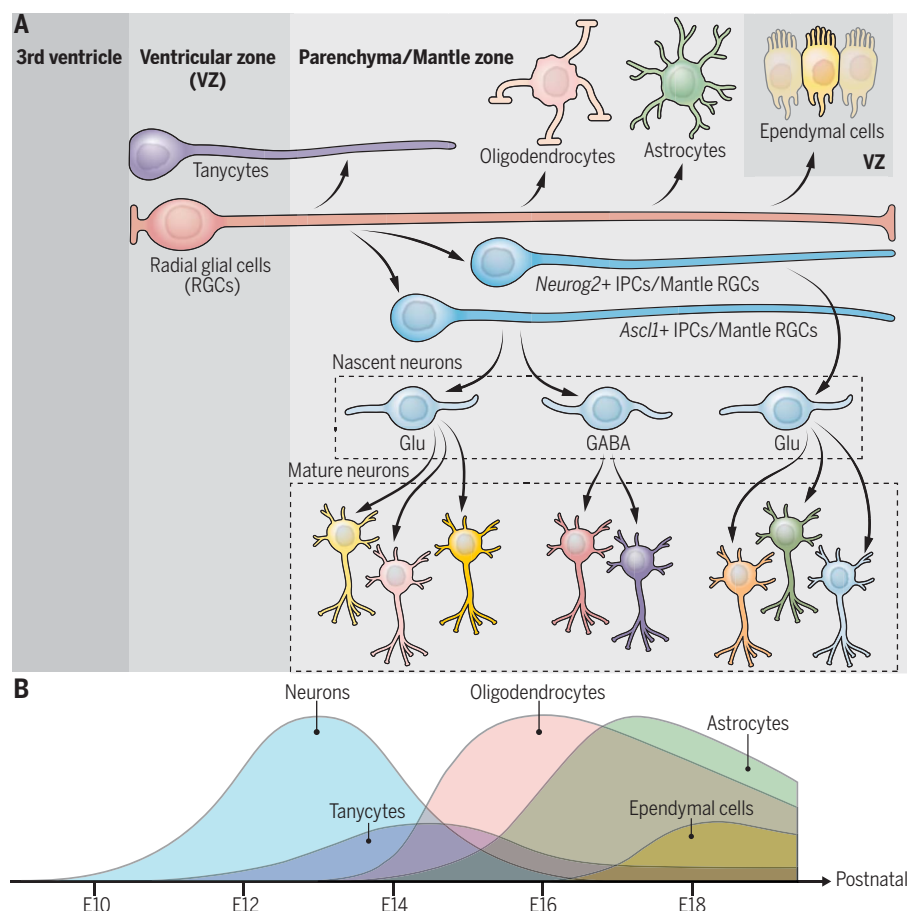 A
3rd ventricle
Ventricular zone
(VZ)
Parenchyma/Mantle zone
Tanycytes
Oligodendrocytes
Astrocytes
Ependymal cells
VZ
Radial glial cells
(RGCs)
Neurog2+ IPCs/Mantle RGCs
Ascl1+ IPCs/Mantle RGCs
Nascent neurons
Glu
GABA
Glu
Mature neurons
B
Neurons
Oligodendrocytes
Astrocytes
Tanycytes
Ependymal cells
Postnatal
E10
E12
E14
E16
E18